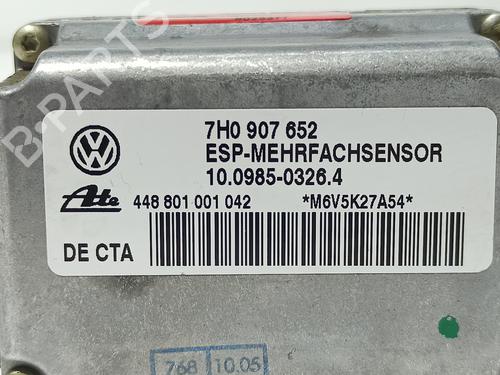 7H0 907 652
ESP-MEHRFACHSENSOR
10.0985-0326.4
Ate 448 801 001 042 *M6V5K27A54*
DE CTA
768 10.05
B-PARTS